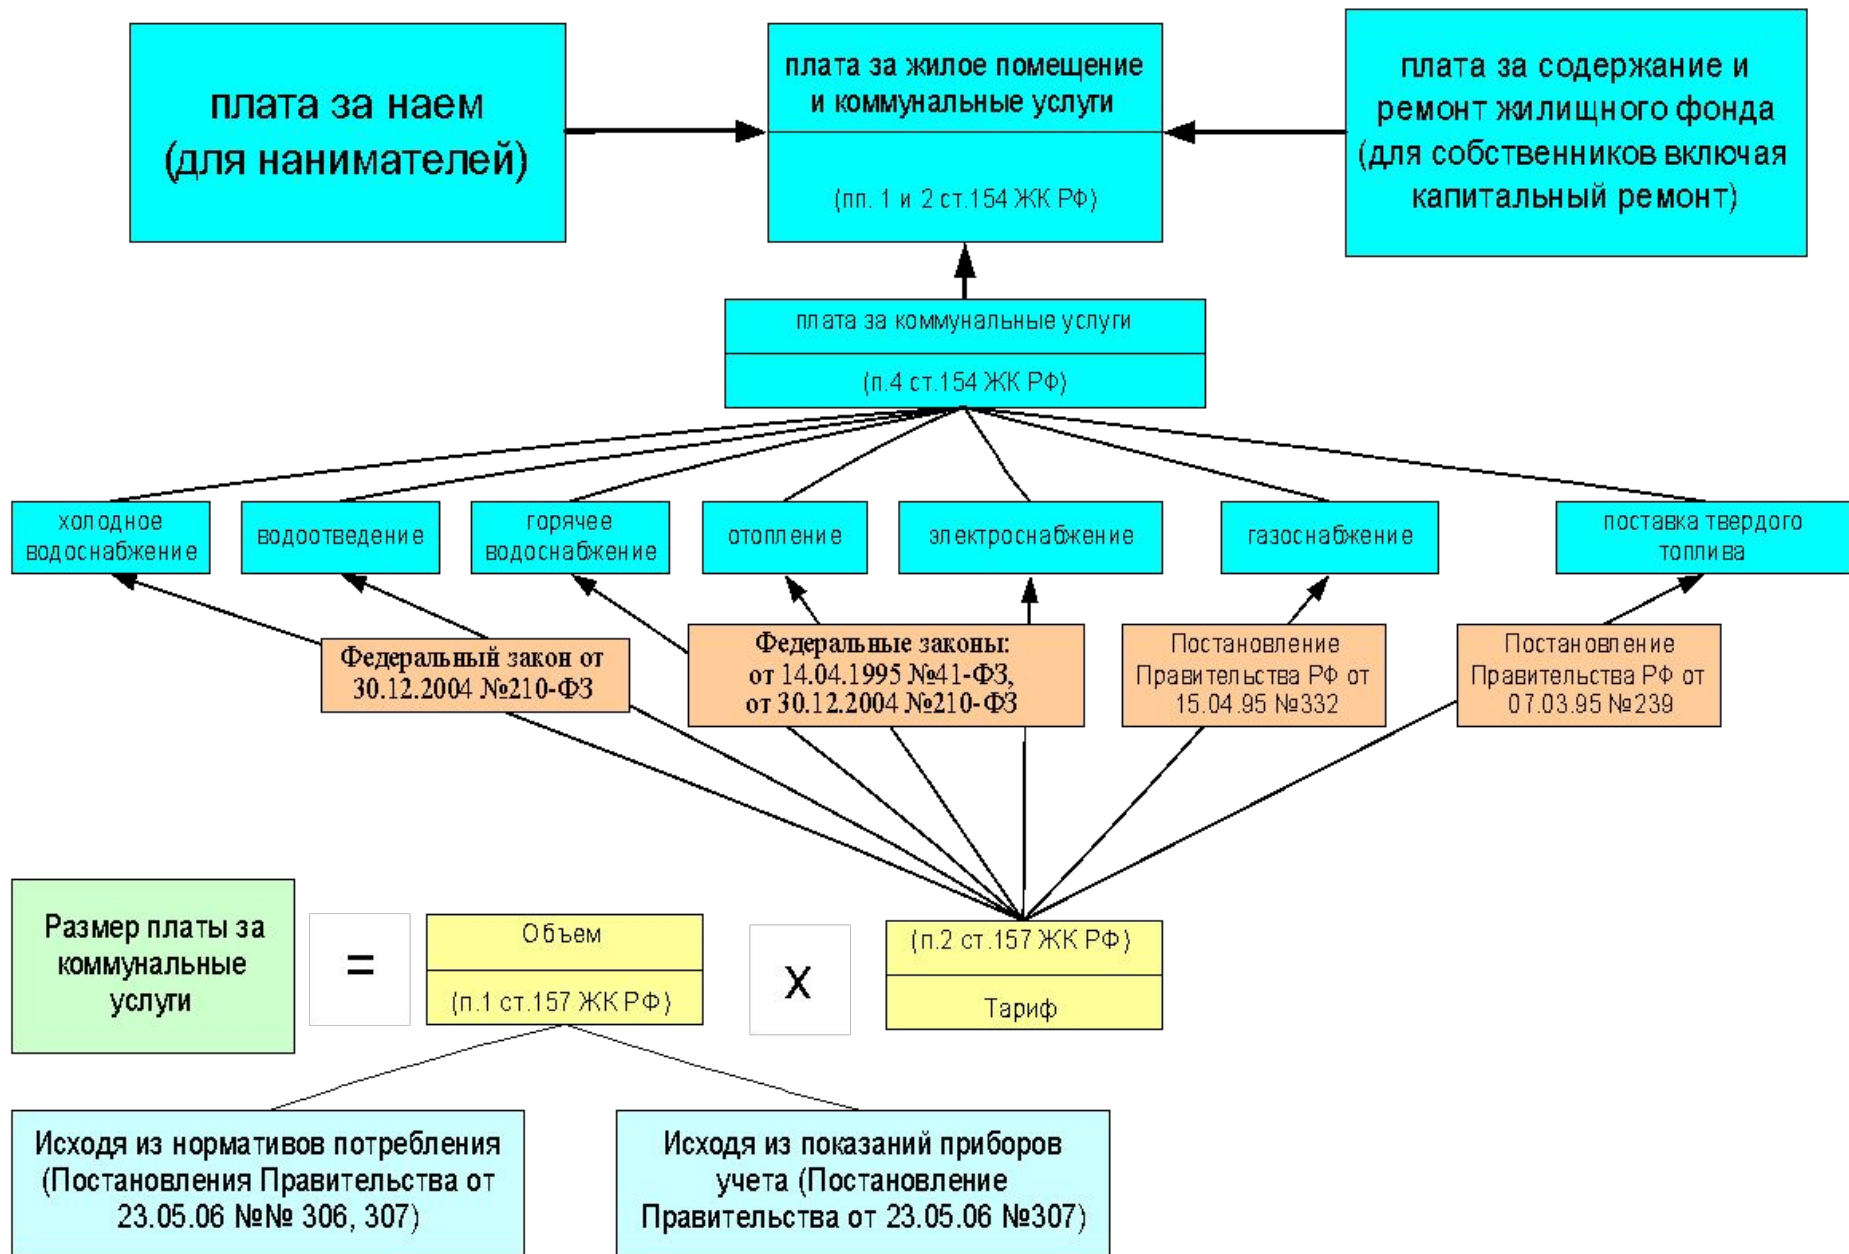 плата за наем
(для нанимателей)
плата за жилое помещение
и коммунальные услуги
(пп. 1 и 2 ст.154 ЖК РФ)
плата за содержание и
ремонт жилищного фонда
(для собственников включая
капитальный ремонт)
плата за коммунальные услуги
(п.4 ст.154 ЖК РФ)
холодное
водоснабжение
водоотведение
горячее
водоснабжение
отопление
электроснабжение
газоснабжение
поставка твердого
топлива
Федеральный закон от
30.12.2004 №210-ФЗ
Федеральные законы:
от 14.04.1995 №41-ФЗ,
от 30.12.2004 №210-ФЗ
Постановление
Правительства РФ от
15.04.95 №332
Постановление
Правительства РФ от
07.03.95 №239
Размер платы за
коммунальные
услуги
=
Объем
(п.1 ст.157 ЖК РФ)
х
(п.2 ст.157 ЖК РФ)
Тариф
Исходя из нормативов потребления
(Постановления Правительства от
23.05.06 №№ 306, 307)
Исходя из показаний приборов
учета (Постановление
Правительства от 23.05.06 №307)